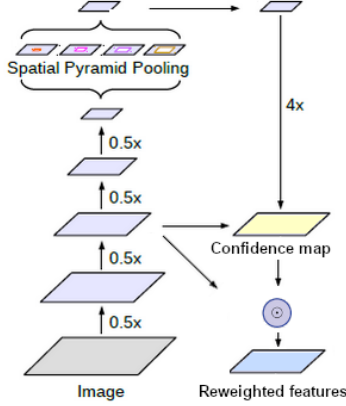 Spatial Pyramid Pooling
4x
0.5x
0.5x
0.5x
Confidence map
0.5x
Image
Reweighted features